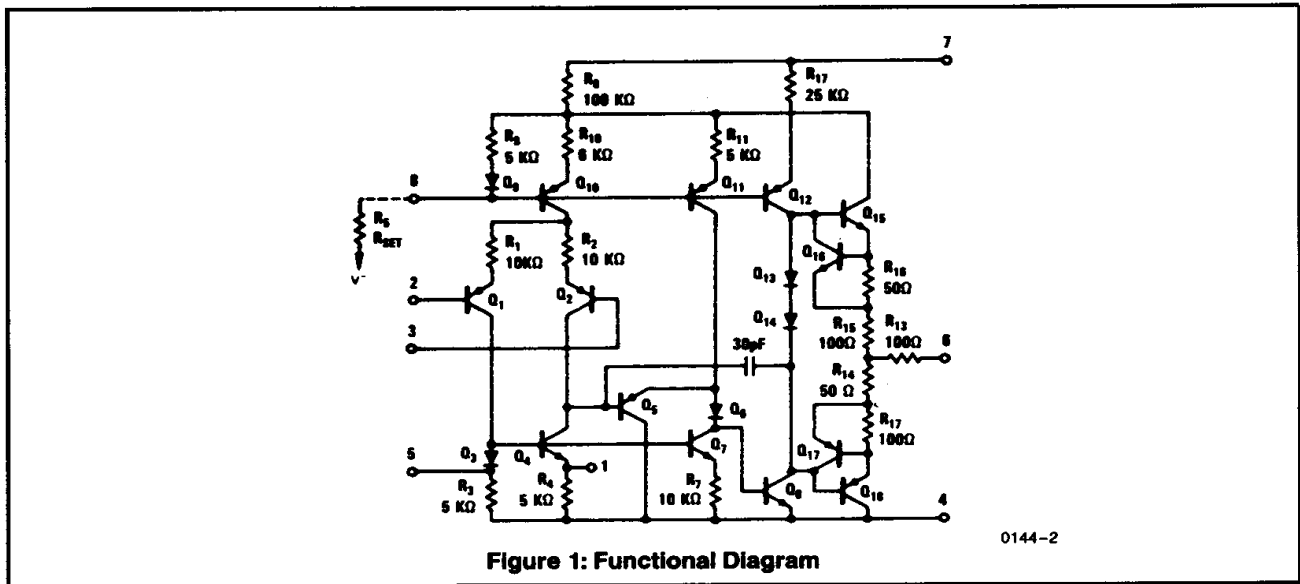 7
R8
100 KΩ
R17
25 KΩ
R9
5 KΩ
R10
6 KΩ
R11
5 KΩ
8
Q9
Q10
Q11
Q12
Q15
R5
RSET
V-
R1
10KΩ
R2
10 KΩ
Q16
Q13
R16
50Ω
2
Q1
Q2
Q14
R15
100Ω
R13
100Ω
6
3
30pF
R14
50 Ω
Q5
Q6
R17
100Ω
Q3
Q4
Q7
Q17
5
1
R3
5 KΩ
R4
5 KΩ
R7
10 KΩ
Q8
Q18
4
0144-2
Figure 1: Functional Diagram